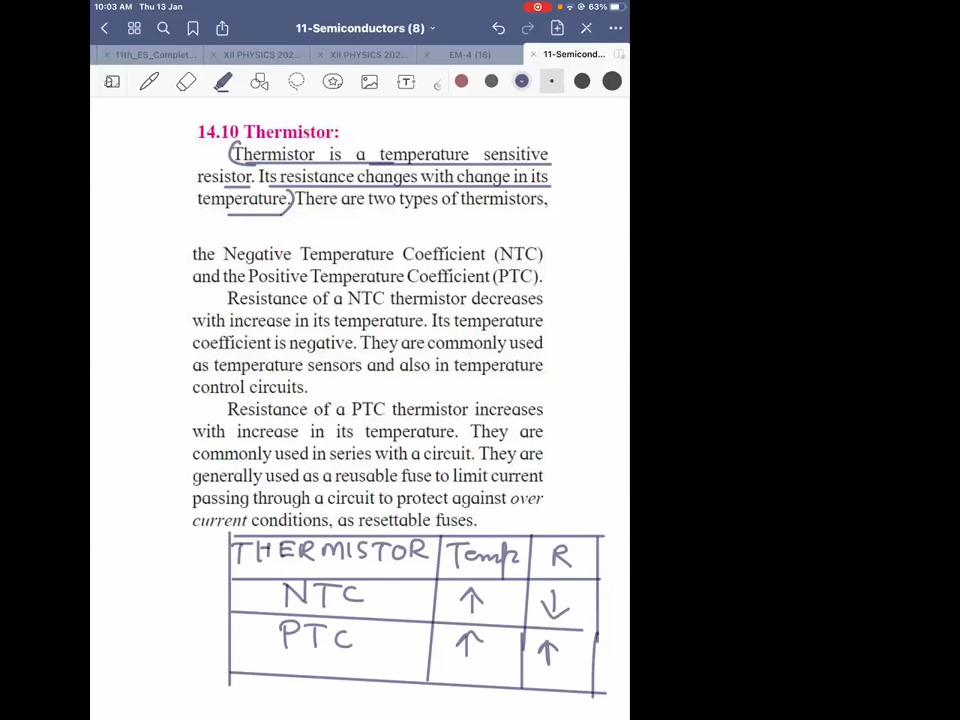 10:03 AM Thu 13 Jan
63%
11-Semiconductors (8)
11th_ES_Complet...
XII PHYSICS 202...
XII PHYSICS 202...
EM-4 (16)
11-Semicond...
14.10 Thermistor:
Thermistor is a temperature sensitive
resistor. Its resistance changes with change in its
temperature. There are two types of thermistors,
the Negative Temperature Coefficient (NTC)
and the Positive Temperature Coefficient (PTC).
Resistance of a NTC thermistor decreases
with increase in its temperature. Its temperature
coefficient is negative. They are commonly used
as temperature sensors and also in temperature
control circuits.
Resistance of a PTC thermistor increases
with increase in its temperature. They are
commonly used in series with a circuit. They are
generally used as a reusable fuse to limit current
passing through a circuit to protect against over
current conditions, as resettable fuses.
THERMISTOR Temp R
NTC ↑ ↓
PTC ↑ ↑